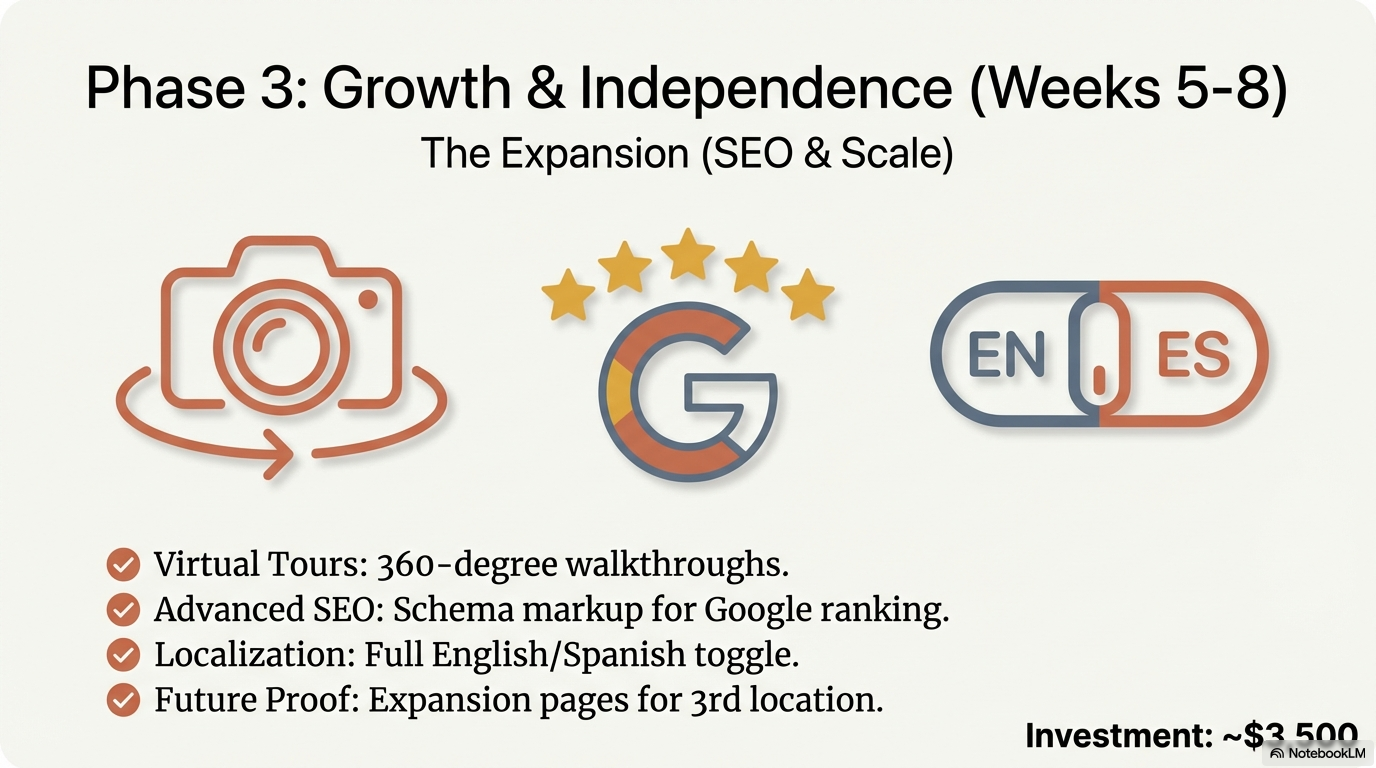 Phase 3: Growth & Independence (Weeks 5-8)
The Expansion (SEO & Scale)
G
EN ES
Virtual Tours: 360-degree walkthroughs.
Advanced SEO: Schema markup for Google ranking.
Localization: Full English/Spanish toggle.
Future Proof: Expansion pages for 3rd location.
Investment: ~$3,500
NotebookLM